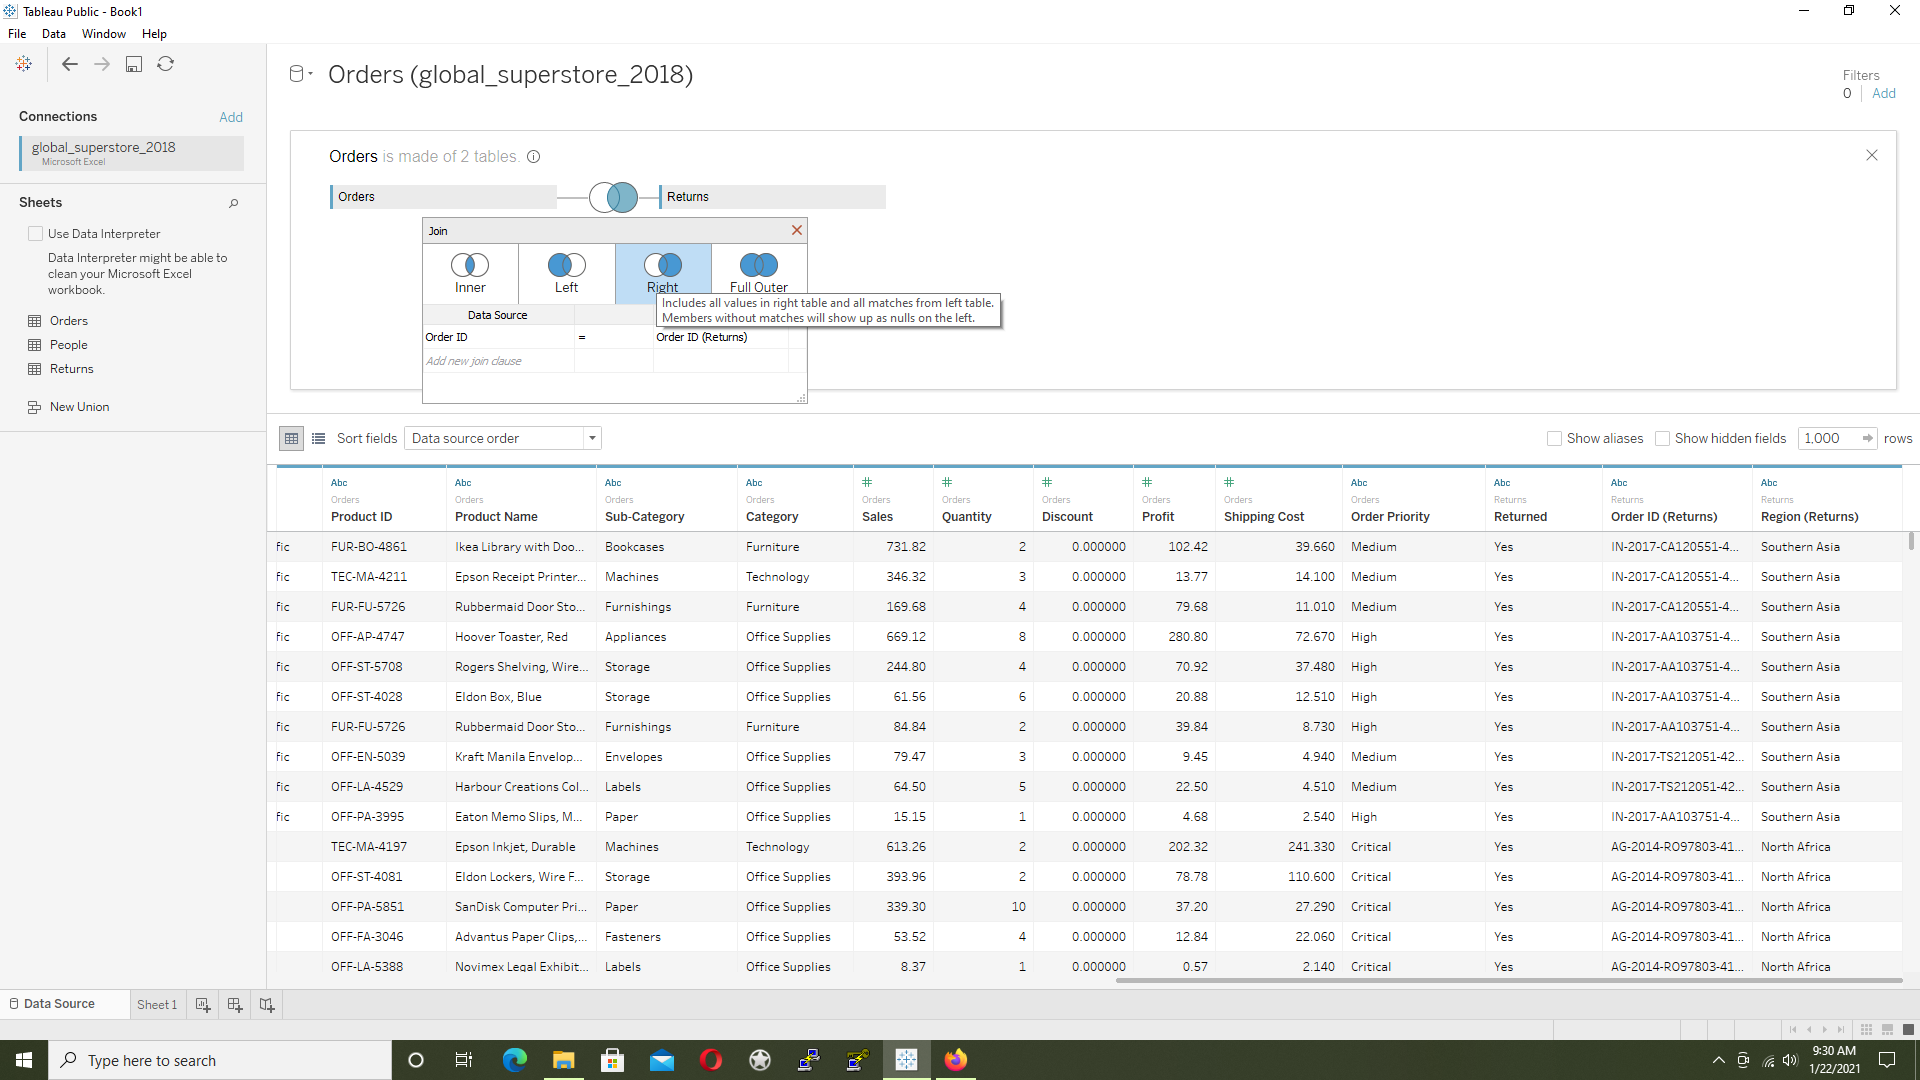 Tableau Public - Book1
File Data Window Help
Connections Add
global_superstore_2018
Microsoft Excel
Sheets
Use Data Interpreter
Data Interpreter might be able to
clean your Microsoft Excel
workbook.
Orders
People
Returns
New Union
Orders (global_superstore_2018)
Filters
0 Add
Orders is made of 2 tables.
Orders Returns
Join
Inner Left Right Full Outer
Includes all values in right table and all matches from left table.
Members without matches will show up as nulls on the left.
Data Source
Order ID = Order ID (Returns)
Add new join clause
Sort fields Data source order Show aliases Show hidden fields 1,000 rows
Abc Abc Abc Abc # # # # # Abc Abc Abc Abc
Orders Orders Orders Orders Orders Orders Orders Orders Orders Orders Returns Returns Returns
Product ID Product Name Sub-Category Category Sales Quantity Discount Profit Shipping Cost Order Priority Returned Order ID (Returns) Region (Returns)
fic FUR-BO-4861 Ikea Library with Doo... Bookcases Furniture 731.82 2 0.000000 102.42 39.660 Medium Yes IN-2017-CA120551-4... Southern Asia
fic TEC-MA-4211 Epson Receipt Printer... Machines Technology 346.32 3 0.000000 13.77 14.100 Medium Yes IN-2017-CA120551-4... Southern Asia
fic FUR-FU-5726 Rubbermaid Door Sto... Furnishings Furniture 169.68 4 0.000000 79.68 11.010 Medium Yes IN-2017-CA120551-4... Southern Asia
fic OFF-AP-4747 Hoover Toaster, Red Appliances Office Supplies 669.12 8 0.000000 280.80 72.670 High Yes IN-2017-AA103751-4... Southern Asia
fic OFF-ST-5708 Rogers Shelving, Wire... Storage Office Supplies 244.80 4 0.000000 70.92 37.480 High Yes IN-2017-AA103751-4... Southern Asia
fic OFF-ST-4028 Eldon Box, Blue Storage Office Supplies 61.56 6 0.000000 20.88 12.510 High Yes IN-2017-AA103751-4... Southern Asia
fic FUR-FU-5726 Rubbermaid Door Sto... Furnishings Furniture 84.84 2 0.000000 39.84 8.730 High Yes IN-2017-AA103751-4... Southern Asia
fic OFF-EN-5039 Kraft Manila Envelop... Envelopes Office Supplies 79.47 3 0.000000 9.45 4.940 Medium Yes IN-2017-TS212051-42... Southern Asia
fic OFF-LA-4529 Harbour Creations Col... Labels Office Supplies 64.50 5 0.000000 22.50 4.510 Medium Yes IN-2017-TS212051-42... Southern Asia
fic OFF-PA-3995 Eaton Memo Slips, M... Paper Office Supplies 15.15 1 0.000000 4.68 2.540 High Yes IN-2017-AA103751-4... Southern Asia
TEC-MA-4197 Epson Inkjet, Durable Machines Technology 613.26 2 0.000000 202.32 241.330 Critical Yes AG-2014-RO97803-41... North Africa
OFF-ST-4081 Eldon Lockers, Wire F... Storage Office Supplies 393.96 2 0.000000 78.78 110.600 Critical Yes AG-2014-RO97803-41... North Africa
OFF-PA-5851 SanDisk Computer Pri... Paper Office Supplies 339.30 10 0.000000 37.20 27.290 Critical Yes AG-2014-RO97803-41... North Africa
OFF-FA-3046 Advantus Paper Clips,... Fasteners Office Supplies 53.52 4 0.000000 12.84 22.060 Critical Yes AG-2014-RO97803-41... North Africa
OFF-LA-5388 Novimex Legal Exhibit... Labels Office Supplies 8.37 1 0.000000 0.57 2.140 Critical Yes AG-2014-RO97803-41... North Africa
Data Source Sheet 1
Type here to search
9:30 AM
1/22/2021